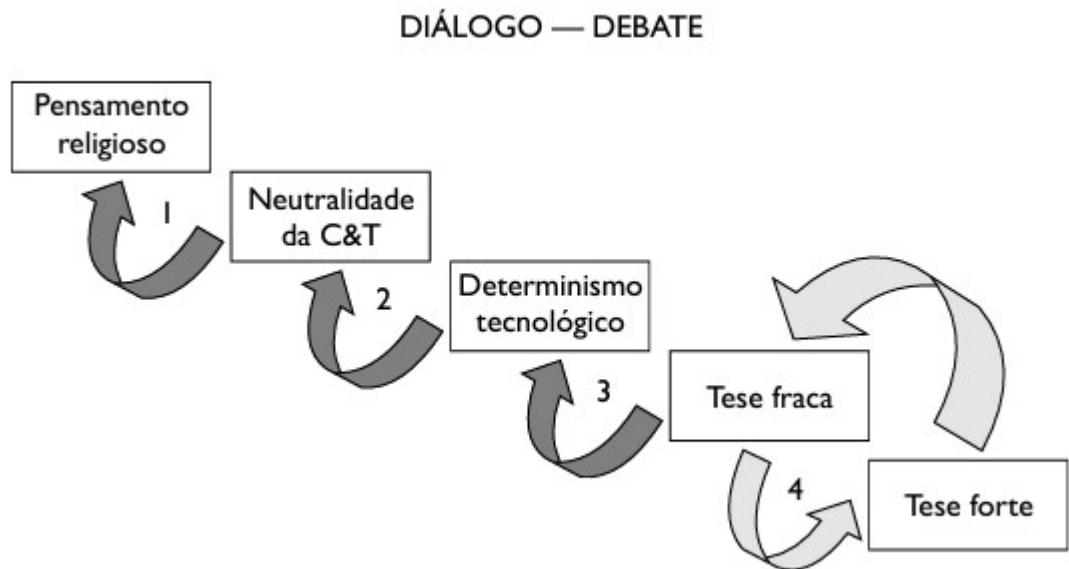 DIÁLOGO — DEBATE
Pensamento
religioso
1
Neutralidade
da C&T
2
Determinismo
tecnológico
3
Tese fraca
4
Tese forte